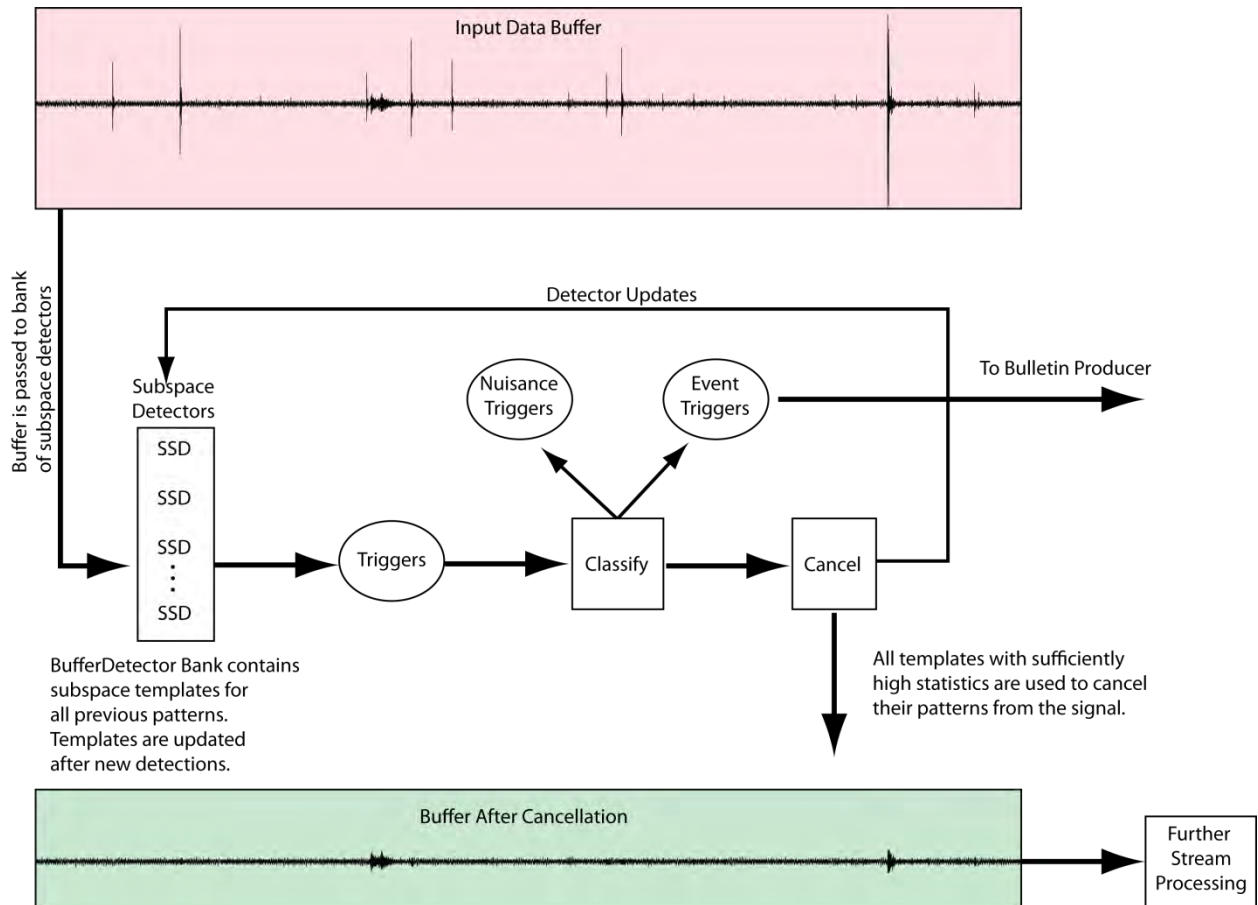 Input Data Buffer
Buffer is passed to bank
of subspace detectors
Detector Updates
Subspace
Detectors
SSD
SSD
SSD
SSD
Triggers
Nuisance
Triggers
Event
Triggers
To Bulletin Producer
Classify
Cancel
BufferDetector Bank contains
subspace templates for
all previous patterns.
Templates are updated
after new detections.
All templates with sufficiently
high statistics are used to cancel
their patterns from the signal.
Buffer After Cancellation
Further
Stream
Processing